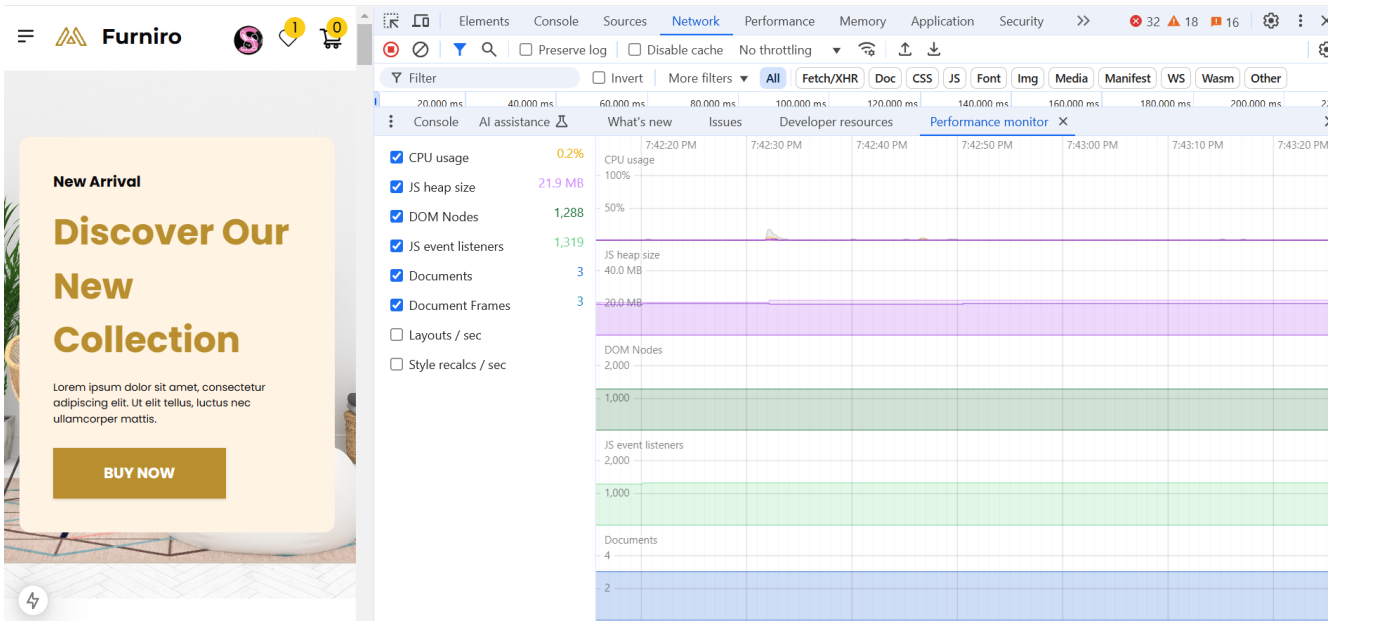 Furniro
S
1
0
New Arrival
Discover Our
New
Collection
Lorem ipsum dolor sit amet, consectetur
adipiscing elit. Ut elit tellus, luctus nec
ullamcorper mattis.
BUY NOW
Elements Console Sources Network Performance Memory Application Security 32 18 16
Preserve log Disable cache No throttling
Filter Invert More filters All Fetch/XHR Doc CSS JS Font Img Media Manifest WS Wasm Other
20,000 ms 40,000 ms 60,000 ms 80,000 ms 100,000 ms 120,000 ms 140,000 ms 160,000 ms 180,000 ms 200,000 ms
Console AI assistance What's new Issues Developer resources Performance monitor
CPU usage 0.2%
JS heap size 21.9 MB
DOM Nodes 1,288
JS event listeners 1,319
Documents 3
Document Frames 3
Layouts / sec
Style recalcs / sec
7:42:20 PM 7:42:30 PM 7:42:40 PM 7:42:50 PM 7:43:00 PM 7:43:10 PM 7:43:20 PM
CPU usage
100%
50%
JS heap size
40.0 MB
20.0 MB
DOM Nodes
2,000
1,000
JS event listeners
2,000
1,000
Documents
4
2